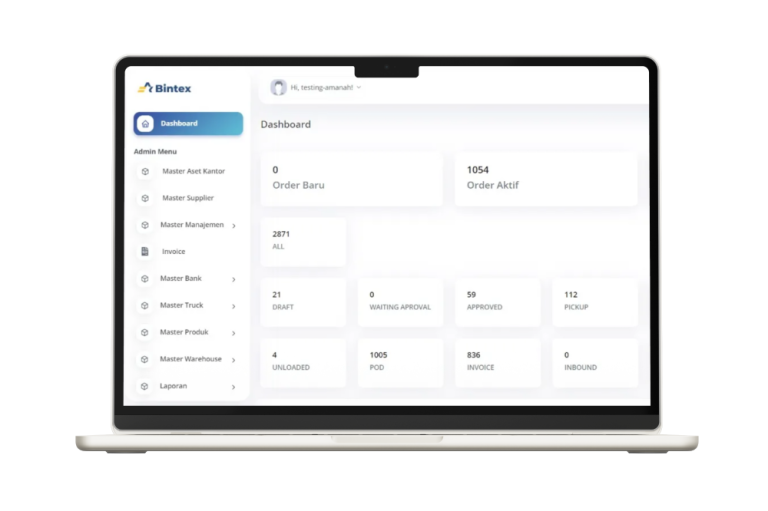 Bintex
Hi, testing-amanah!
Dashboard
Dashboard
Admin Menu
Master Aset Kantor
Master Supplier
Master Manajemen
Invoice
Master Bank
Master Truck
Master Produk
Master Warehouse
Laporan
0
Order Baru
1054
Order Aktif
2871
ALL
21
DRAFT
0
WAITING APROVAL
59
APPROVED
112
PICKUP
4
UNLOADED
1005
POD
836
INVOICE
0
INBOUND